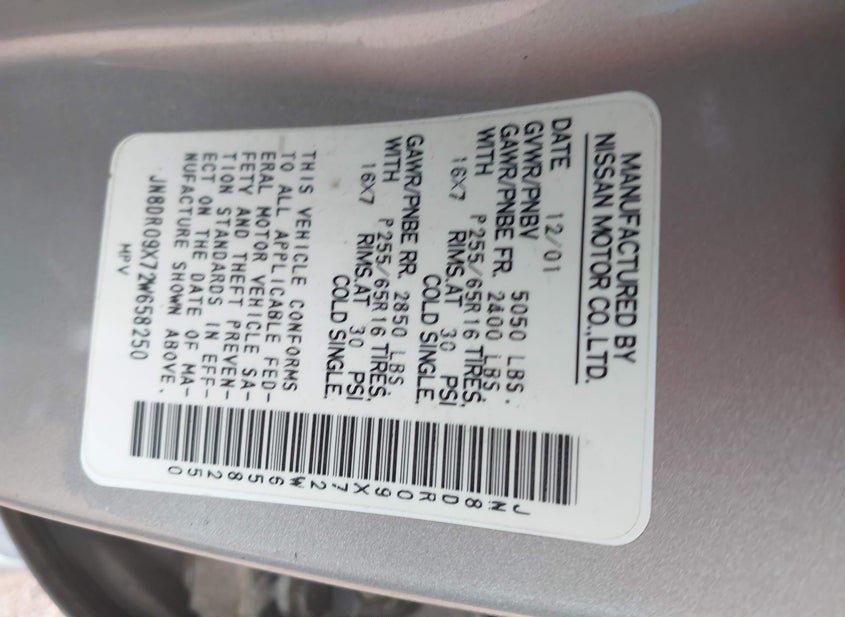 MANUFACTURED BY
NISSAN MOTOR CO.,LTD.
DATE 12/01
GVWR/PNBV 5050 LBS.
GAWR/PNBE FR. 2400 LBS.
WITH P255/65R16 TIRES,
16X7 RIMS.AT 30 PSI
COLD SINGLE.
GAWR/PNBE RR. 2850 LBS.
WITH P255/65R16 TIRES,
16X7 RIMS.AT 30 PSI
COLD SINGLE.
THIS VEHICLE CONFORMS
TO ALL APPLICABLE FED-
ERAL MOTOR VEHICLE SA-
FETY AND THEFT PREVEN-
TION STANDARDS IN EFF-
ECT ON THE DATE OF MA-
NUFACTURE SHOWN ABOVE.
JN8DR09X72W658250
MPV
JN8DR09X72W658250